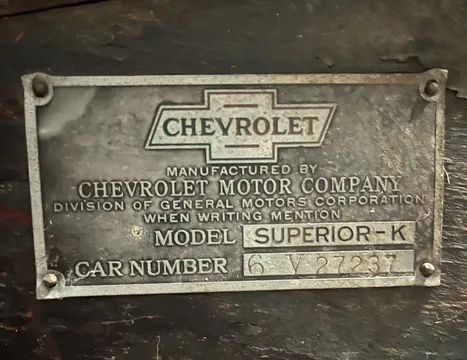 CHEVROLET
MANUFACTURED BY
CHEVROLET MOTOR COMPANY
DIVISION OF GENERAL MOTORS CORPORATION
WHEN WRITING MENTION
MODEL SUPERIOR-K
CAR NUMBER 6 V 27237